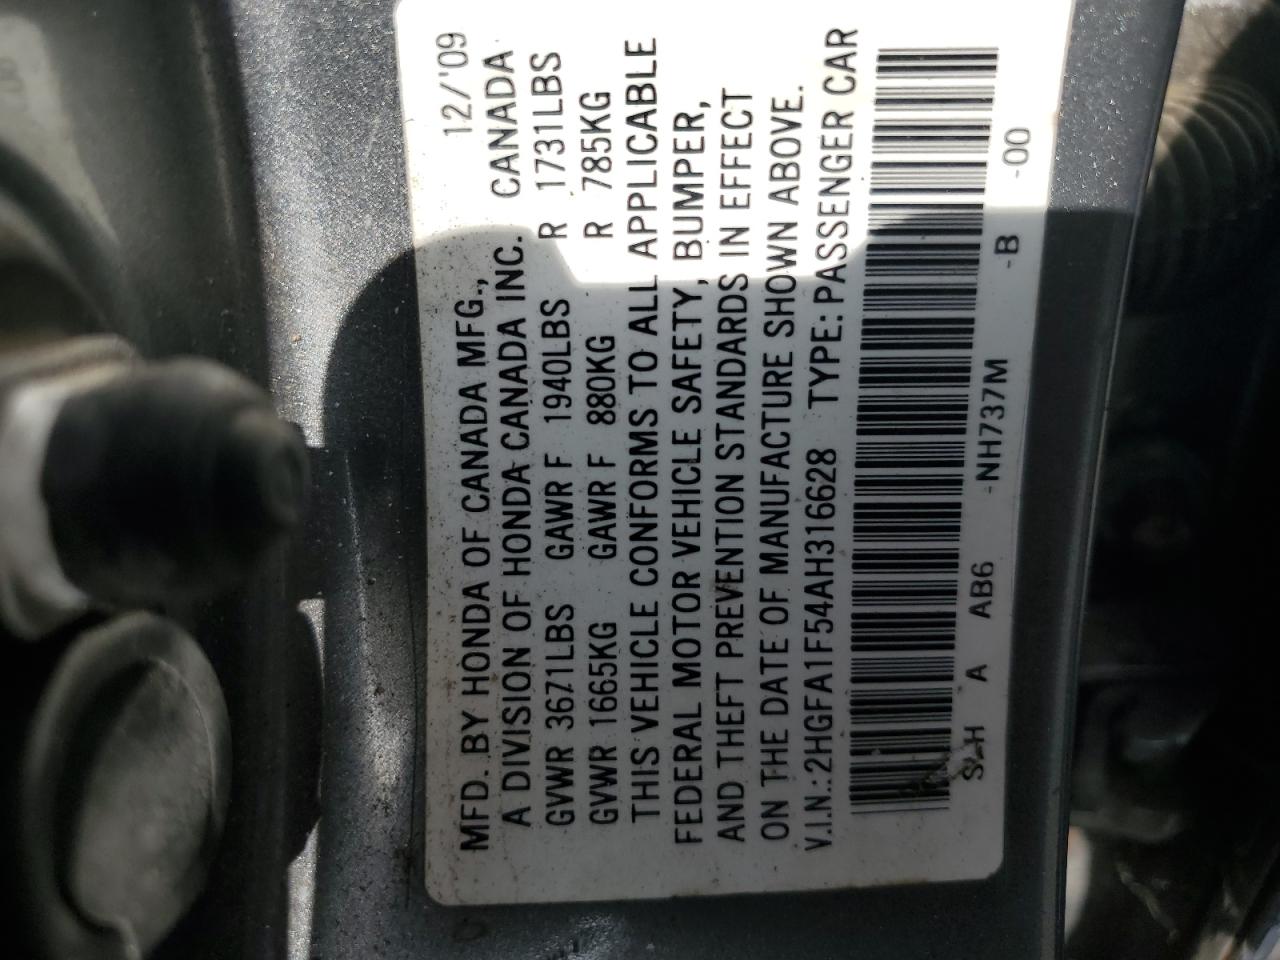 MFD. BY HONDA OF CANADA MFG., 12/'09
A DIVISION OF HONDA CANADA INC. CANADA
GVWR 3671LBS GAWR F 1940LBS R 1731LBS
GVWR 1665KG GAWR F 880KG R 785KG
THIS VEHICLE CONFORMS TO ALL APPLICABLE
FEDERAL MOTOR VEHICLE SAFETY, BUMPER,
AND THEFT PREVENTION STANDARDS IN EFFECT
ON THE DATE OF MANUFACTURE SHOWN ABOVE.
V.I.N.:2HGFA1F54AH316628 TYPE:PASSENGER CAR
A AB6 -NH737M -B -00